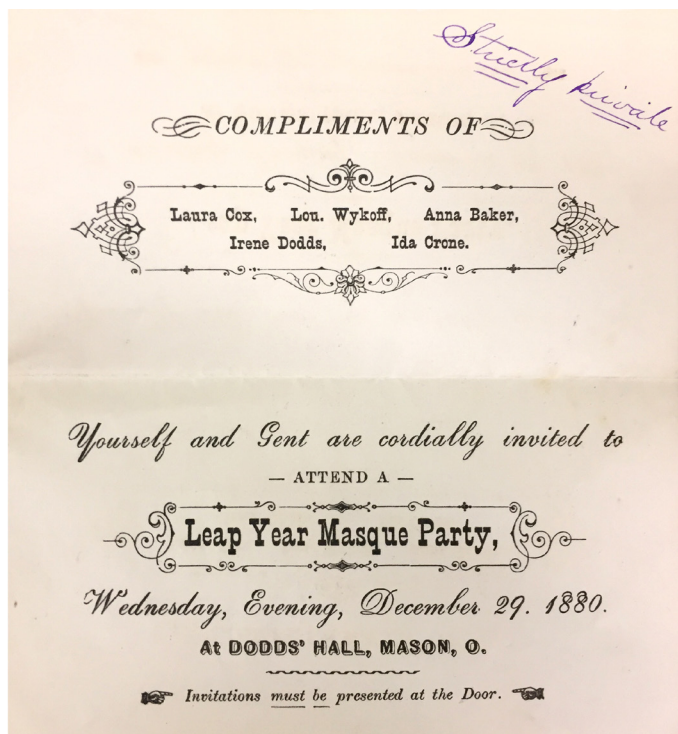 Strictly private
COMPLIMENTS OF
Laura Cox, Lou. Wykoff, Anna Baker,
Irene Dodds, Ida Crone.
Yourself and Gent are cordially invited to
— ATTEND A —
Leap Year Masque Party,
Wednesday, Evening, December 29. 1880.
At DODDS' HALL, MASON, O.
Invitations must be presented at the Door.